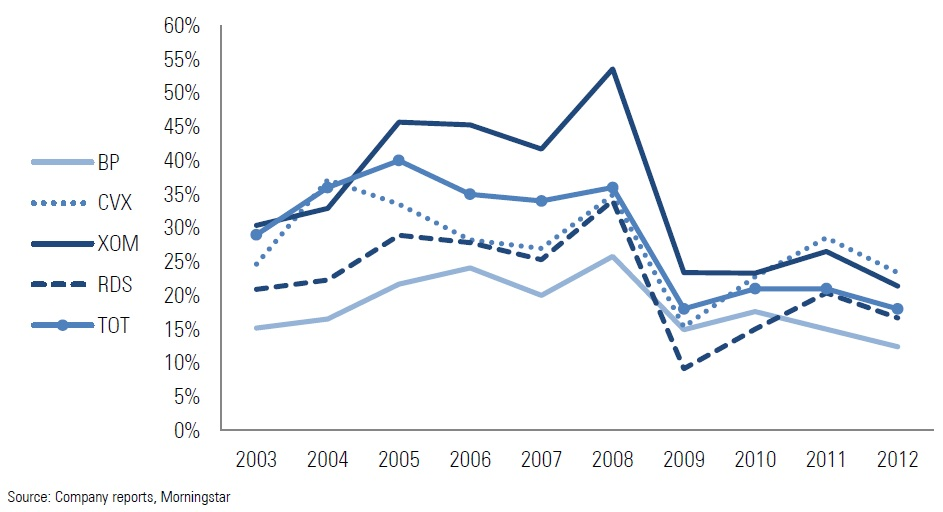 60%
55%
50%
45%
40%
35%
30%
25%
20%
15%
10%
5%
0%
BP
CVX
XOM
RDS
TOT
2003 2004 2005 2006 2007 2008 2009 2010 2011 2012
Source: Company reports, Morningstar